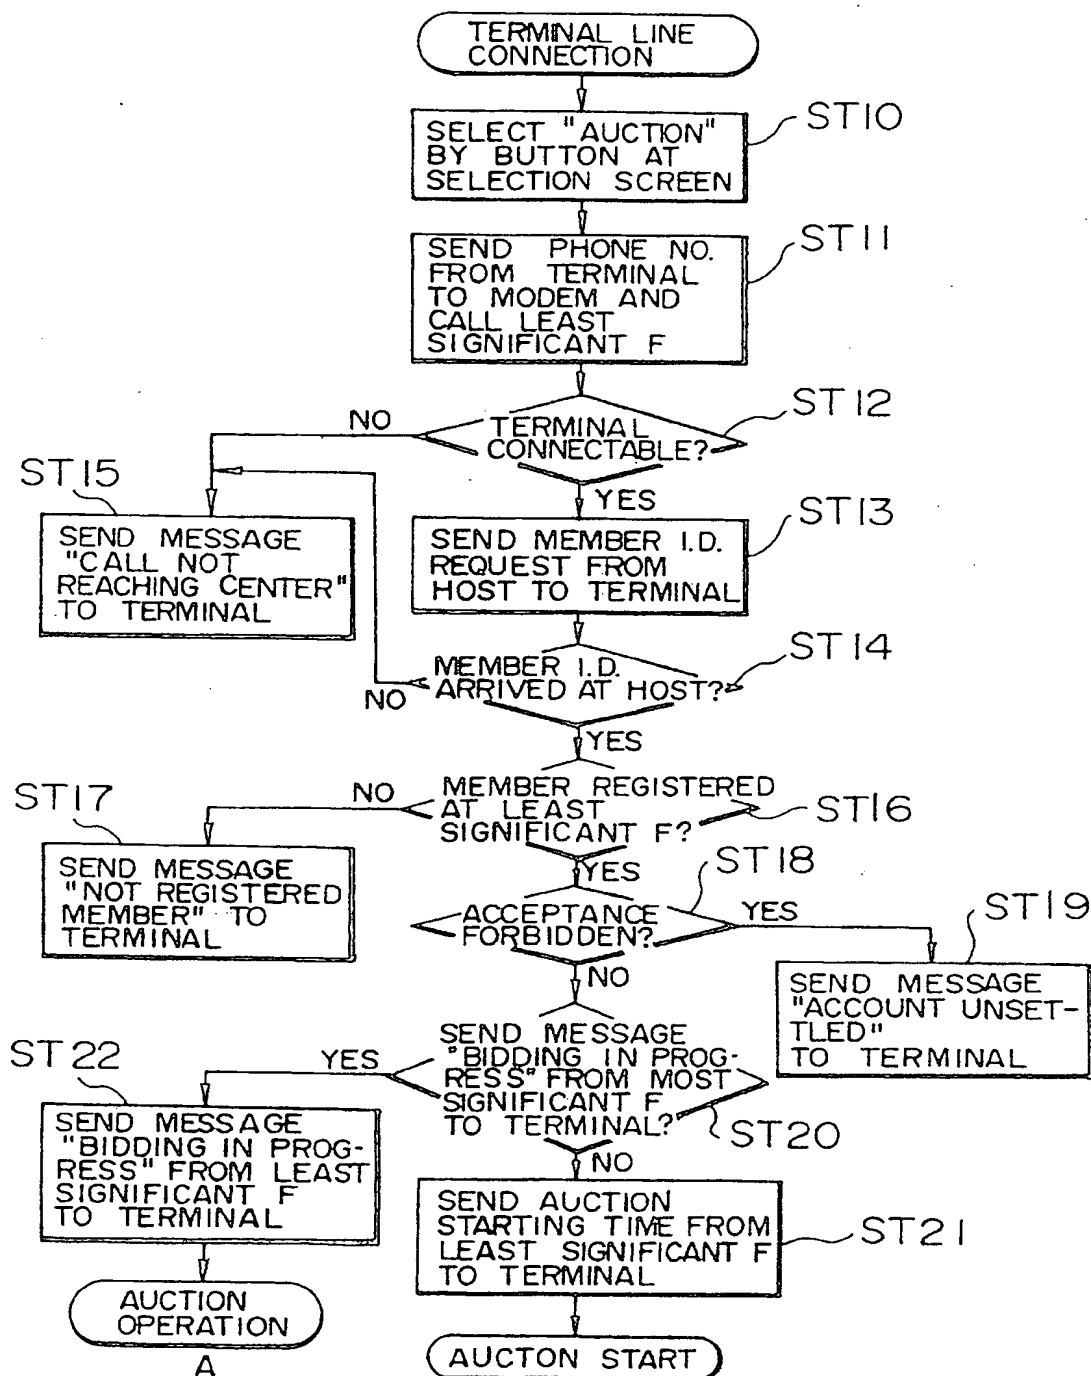 TERMINAL LINE
CONNECTION
SELECT "AUCTION"
BY BUTTON AT
SELECTION SCREEN
ST10
SEND PHONE NO.
FROM TERMINAL
TO MODEM AND
CALL LEAST
SIGNIFICANT F
ST11
TERMINAL
CONNECTABLE?
ST12
NO
YES
ST15
SEND MESSAGE
"CALL NOT
REACHING CENTER"
TO TERMINAL
SEND MEMBER I.D.
REQUEST FROM
HOST TO TERMINAL
ST13
MEMBER I.D.
ARRIVED AT HOST?
ST14
NO
YES
MEMBER REGISTERED
AT LEAST
SIGNIFICANT F?
ST16
NO
YES
ST17
SEND MESSAGE
"NOT REGISTERED
MEMBER" TO
TERMINAL
ACCEPTANCE
FORBIDDEN?
ST18
YES
NO
ST19
SEND MESSAGE
"ACCOUNT UNSET-
TLED"
TO TERMINAL
SEND MESSAGE
"BIDDING IN PROG-
RESS" FROM MOST
SIGNIFICANT F
TO TERMINAL?
ST20
YES
NO
ST22
SEND MESSAGE
"BIDDING IN PROG-
RESS" FROM LEAST
SIGNIFICANT F
TO TERMINAL
SEND AUCTION
STARTING TIME FROM
LEAST SIGNIFICANT F
TO TERMINAL
ST21
AUCTION
OPERATION
A
AUCTON START